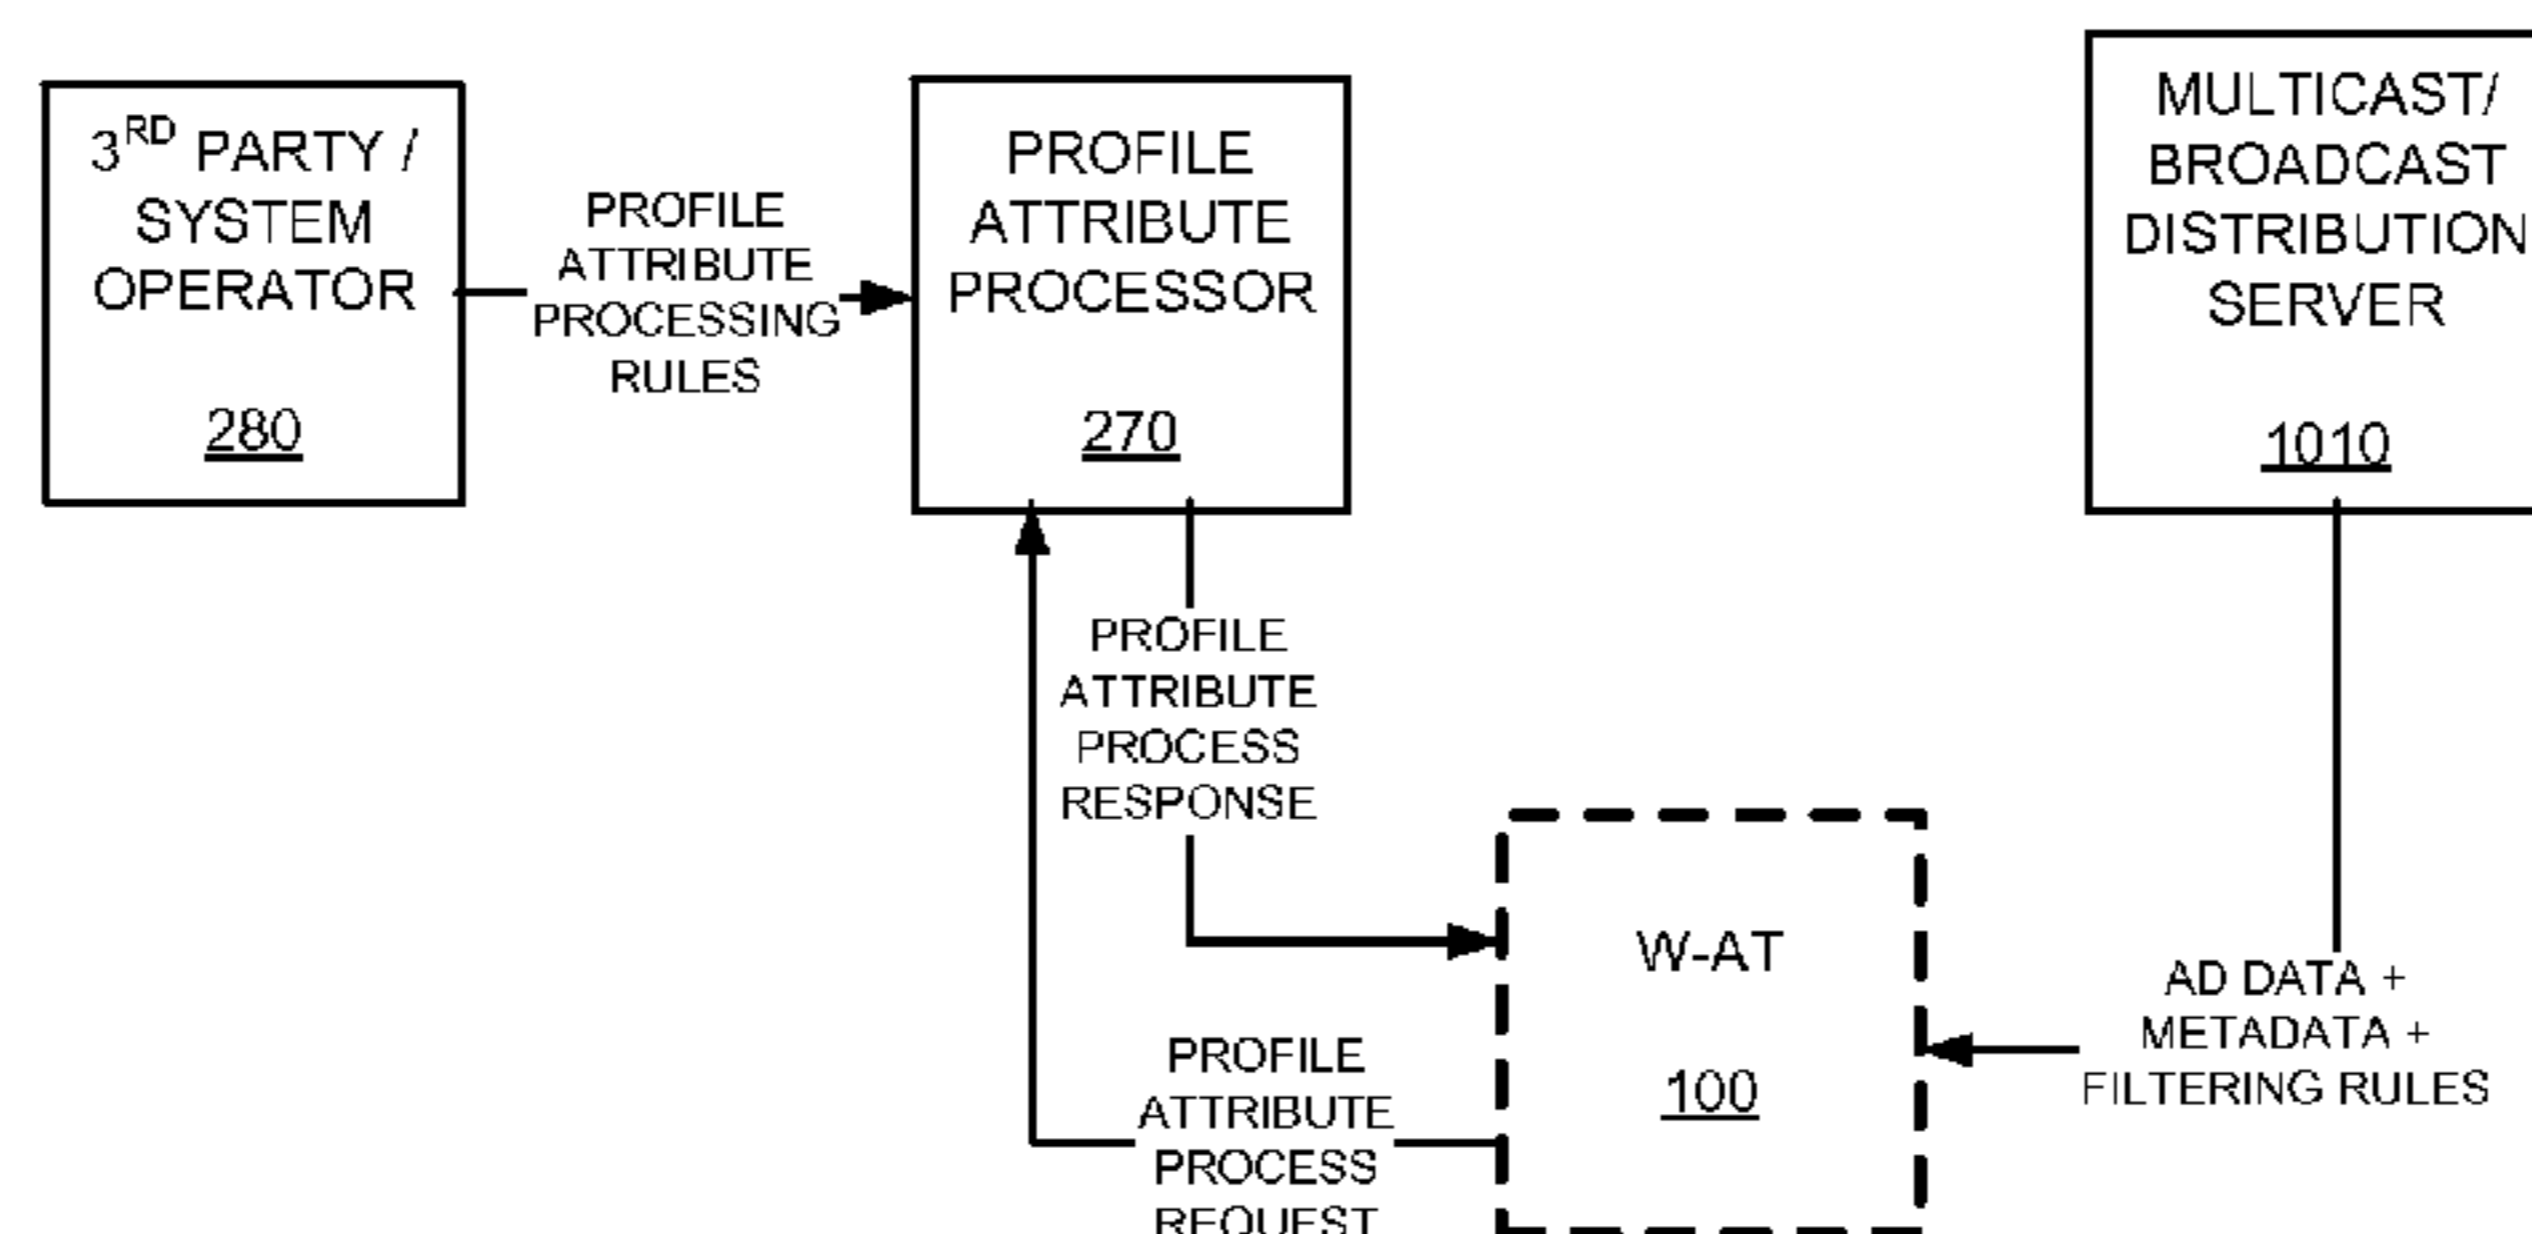 3RD PARTY /
SYSTEM
OPERATOR
280
PROFILE
ATTRIBUTE
PROCESSING
RULES
PROFILE
ATTRIBUTE
PROCESSOR
270
MULTICAST/
BROADCAST
DISTRIBUTION
SERVER
1010
PROFILE
ATTRIBUTE
PROCESS
RESPONSE
W-AT
100
AD DATA +
METADATA +
FILTERING RULES
PROFILE
ATTRIBUTE
PROCESS
REQUEST